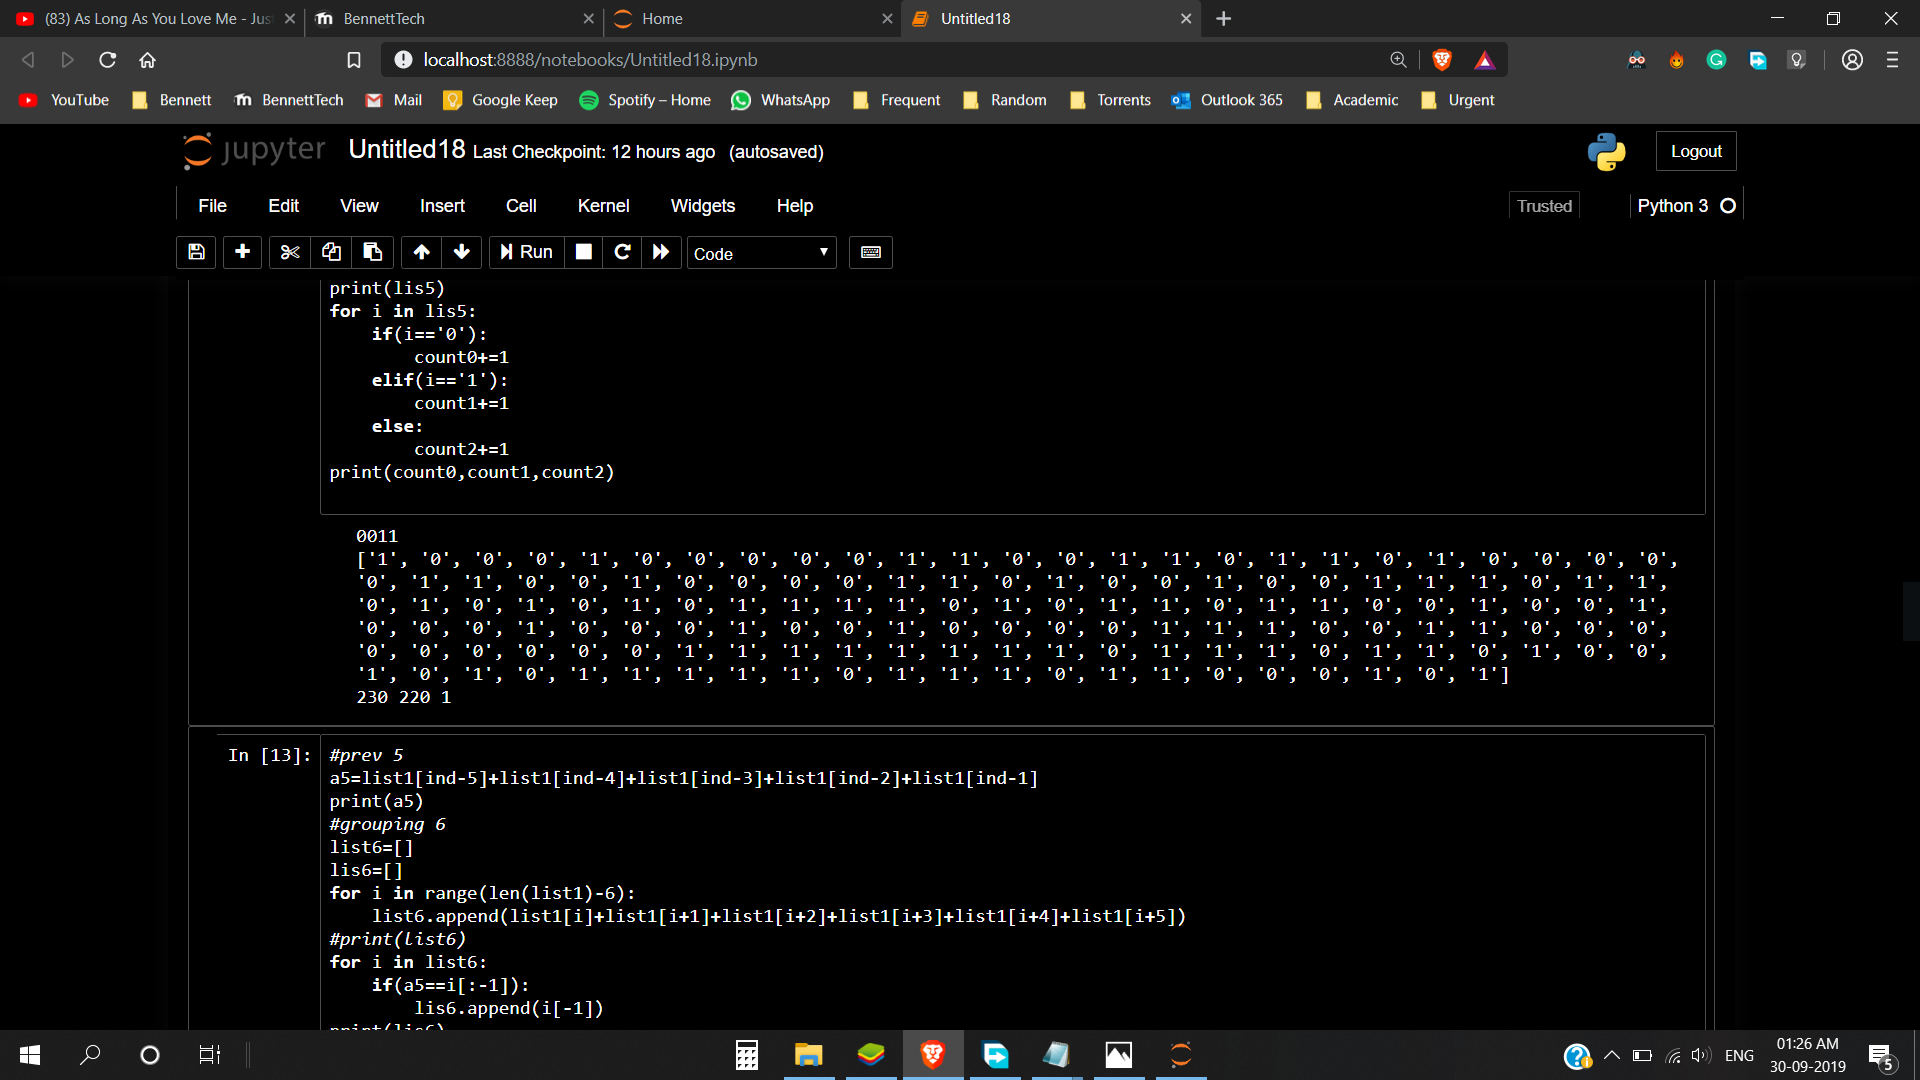 (83) As Long As You Love Me - Jus
BennettTech
Home
Untitled18
localhost:8888/notebooks/Untitled18.ipynb
YouTube Bennett BennettTech Mail Google Keep Spotify – Home WhatsApp Frequent Random Torrents Outlook 365 Academic Urgent
jupyter Untitled18 Last Checkpoint: 12 hours ago (autosaved)
Logout
File Edit View Insert Cell Kernel Widgets Help
Trusted Python 3
Run Code
print(lis5)
for i in lis5:
    if(i=='0'):
        count0+=1
    elif(i=='1'):
        count1+=1
    else:
        count2+=1
print(count0,count1,count2)
0011
['1', '0', '0', '0', '1', '0', '0', '0', '0', '0', '1', '1', '0', '0', '1', '1', '0', '1', '1', '0', '1', '0', '0', '0', '0',
'0', '1', '1', '0', '0', '1', '0', '0', '0', '0', '1', '1', '0', '1', '0', '0', '1', '0', '0', '1', '1', '1', '0', '1', '1',
'0', '1', '0', '1', '0', '1', '0', '1', '1', '1', '1', '0', '1', '0', '1', '1', '0', '1', '1', '0', '0', '1', '0', '0', '1',
'0', '0', '0', '1', '0', '0', '0', '1', '0', '0', '1', '0', '0', '0', '0', '1', '1', '1', '0', '0', '1', '1', '0', '0', '0',
'0', '0', '0', '0', '0', '0', '1', '1', '1', '1', '1', '1', '1', '1', '0', '1', '1', '1', '0', '1', '1', '0', '1', '0', '0',
'1', '0', '1', '0', '1', '1', '1', '1', '1', '0', '1', '1', '1', '0', '1', '1', '0', '0', '0', '1', '0', '1']
230 220 1
In [13]:
#prev 5
a5=list1[ind-5]+list1[ind-4]+list1[ind-3]+list1[ind-2]+list1[ind-1]
print(a5)
#grouping 6
list6=[]
lis6=[]
for i in range(len(list1)-6):
    list6.append(list1[i]+list1[i+1]+list1[i+2]+list1[i+3]+list1[i+4]+list1[i+5])
#print(list6)
for i in list6:
    if(a5==i[:-1]):
        lis6.append(i[-1])
print(lis6)
ENG
01:26 AM
30-09-2019
5